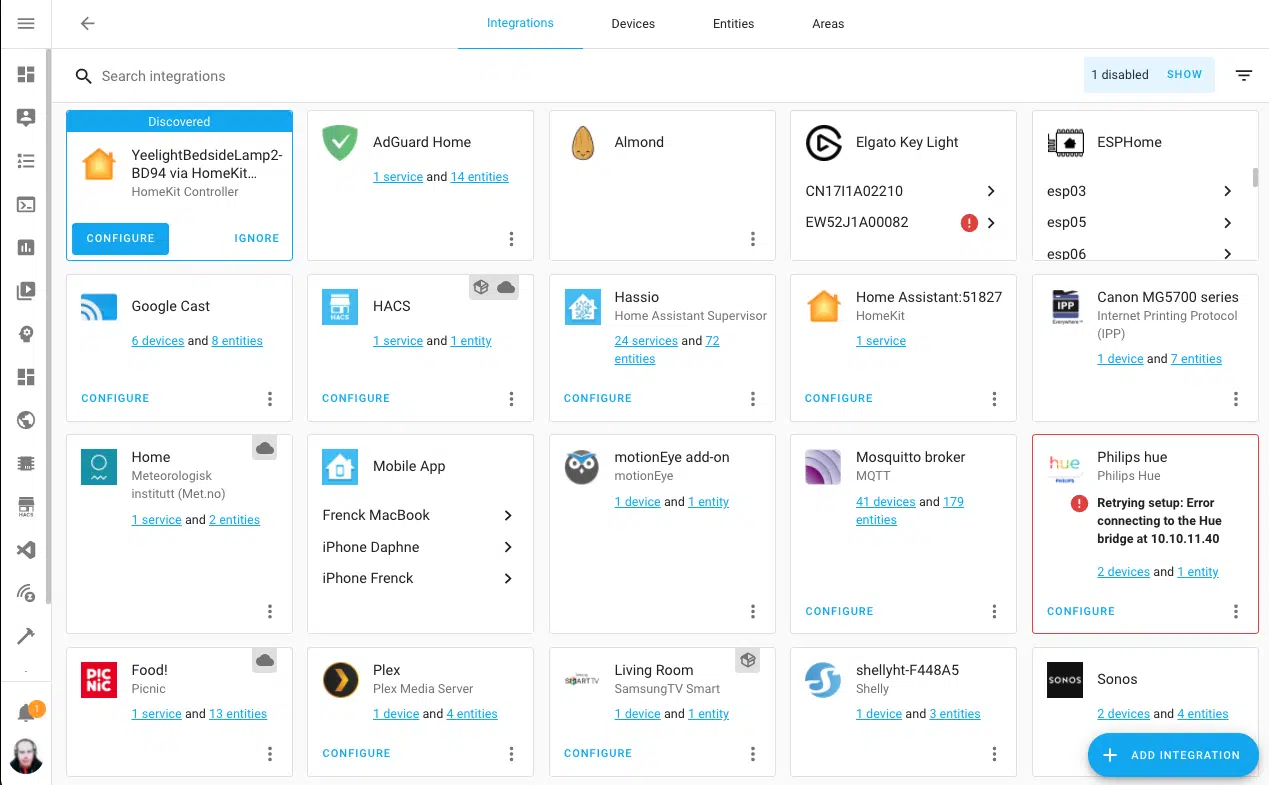 Integrations
Devices
Entities
Areas
Search integrations
1 disabled
SHOW
Discovered
YeelightBedsideLamp2-
BD94 via HomeKit…
HomeKit Controller
CONFIGURE
IGNORE
AdGuard Home
1 service and 14 entities
Almond
Elgato Key Light
CN17I1A02210
EW52J1A00082
ESPHome
esp03
esp05
esp06
Google Cast
6 devices and 8 entities
CONFIGURE
HACS
HACS
1 service and 1 entity
CONFIGURE
Hassio
Home Assistant Supervisor
24 services and 72
entities
CONFIGURE
Home Assistant:51827
HomeKit
1 service
CONFIGURE
IPP
Everywhere
Canon MG5700 series
Internet Printing Protocol
(IPP)
1 device and 7 entities
Home
Meteorologisk
institutt (Met.no)
1 service and 2 entities
Mobile App
Frenck MacBook
iPhone Daphne
iPhone Frenck
motionEye add-on
motionEye
1 device and 1 entity
Mosquitto broker
MQTT
41 devices and 179
entities
CONFIGURE
hue
PHILIPS
Philips hue
Philips Hue
Retrying setup: Error
connecting to the Hue
bridge at 10.10.11.40
2 devices and 1 entity
CONFIGURE
HACS
PIC
NIC
Food!
Picnic
1 service and 13 entities
Plex
Plex Media Server
1 device and 4 entities
CONFIGURE
SMART TV
Living Room
SamsungTV Smart
1 device and 1 entity
CONFIGURE
shellyht-F448A5
Shelly
1 device and 3 entities
SONOS
Sonos
2 devices and 4 entities
1
ADD INTEGRATION